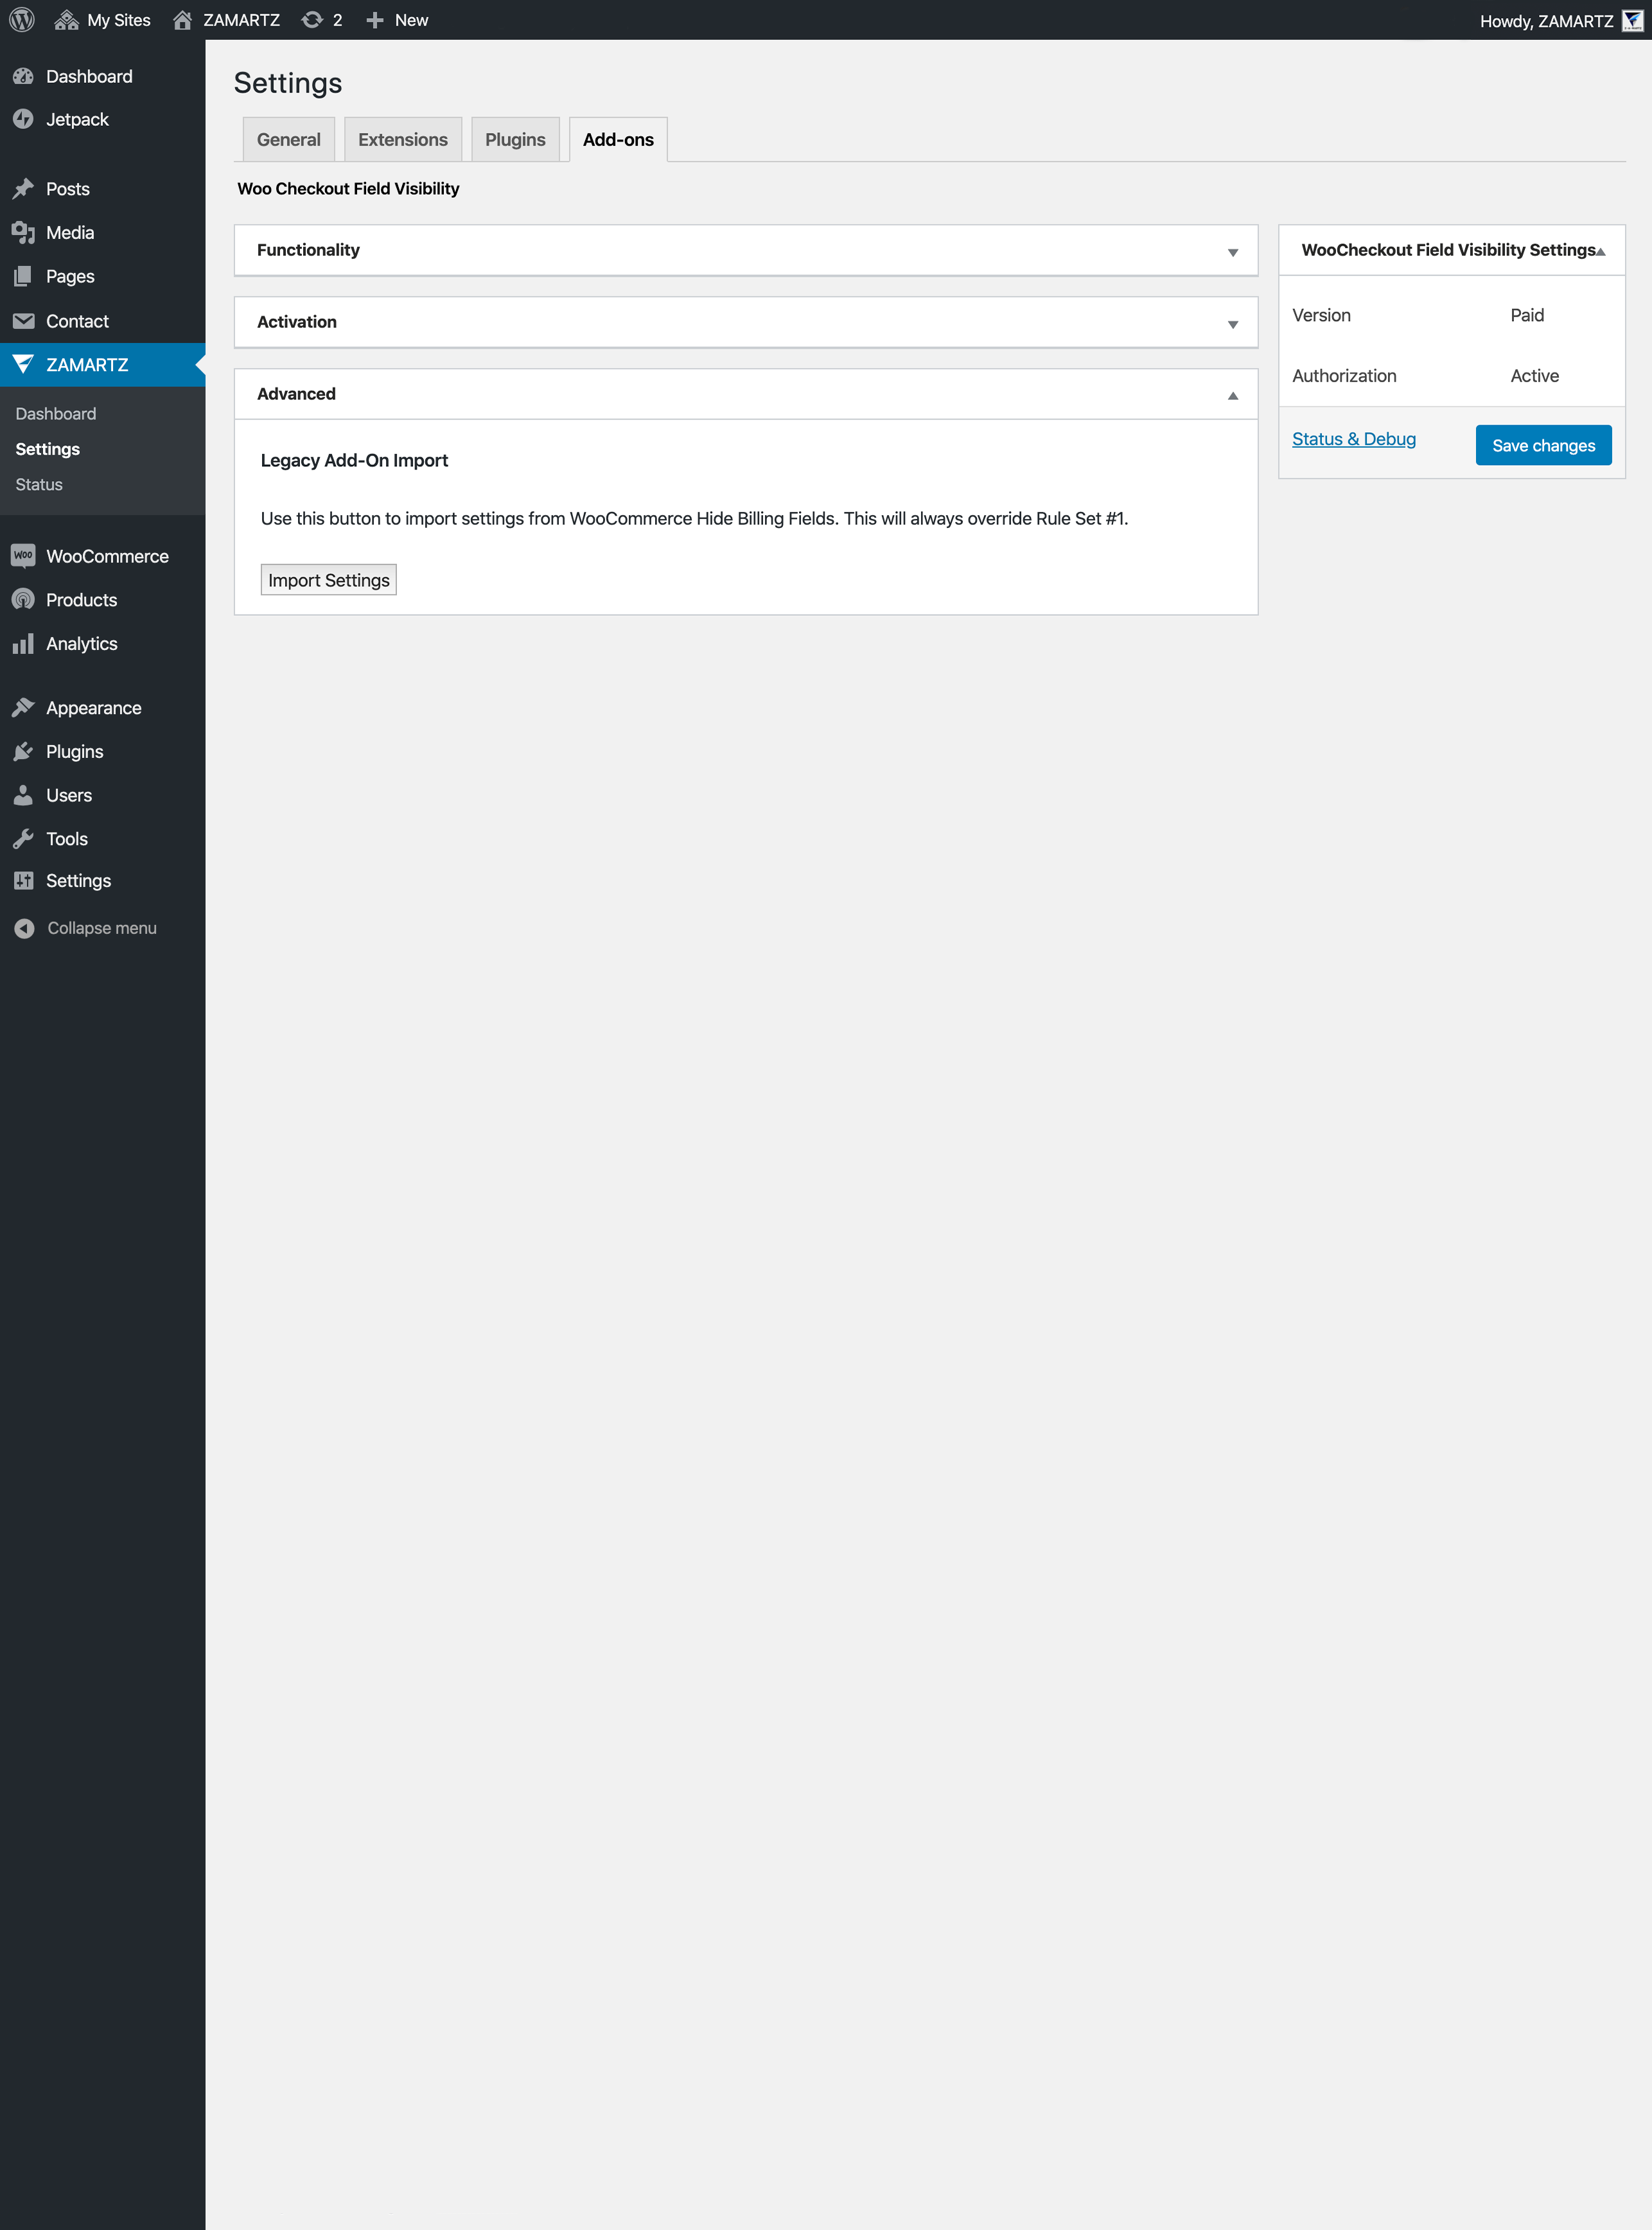 My Sites ZAMARTZ 2 New Howdy, ZAMARTZ
Dashboard
Jetpack
Posts
Media
Pages
Contact
ZAMARTZ
Dashboard
Settings
Status
WooCommerce
Products
Analytics
Appearance
Plugins
Users
Tools
Settings
Collapse menu
Settings
General Extensions Plugins Add-ons
Woo Checkout Field Visibility
Functionality
Activation
Advanced
Legacy Add-On Import
Use this button to import settings from WooCommerce Hide Billing Fields. This will always override Rule Set #1.
Import Settings
WooCheckout Field Visibility Settings
Version Paid
Authorization Active
Status & Debug Save changes